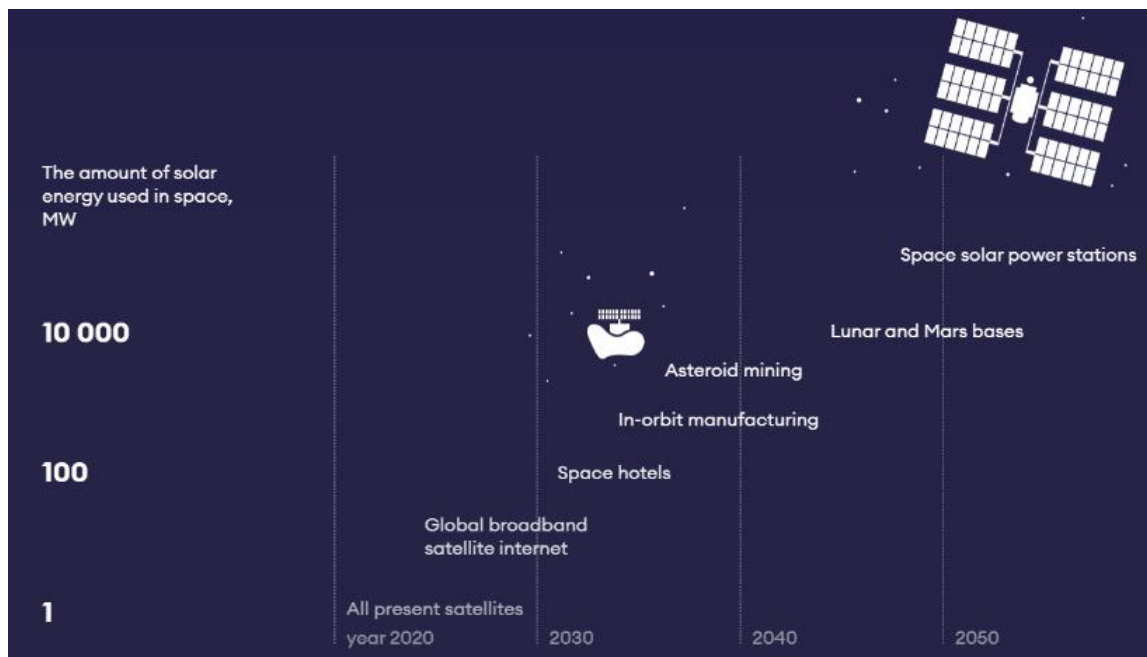 The amount of solar
energy used in space,
MW
Space solar power stations
10 000
Lunar and Mars bases
Asteroid mining
In-orbit manufacturing
100
Space hotels
Global broadband
satellite internet
1
All present satellites
year 2020
2030
2040
2050